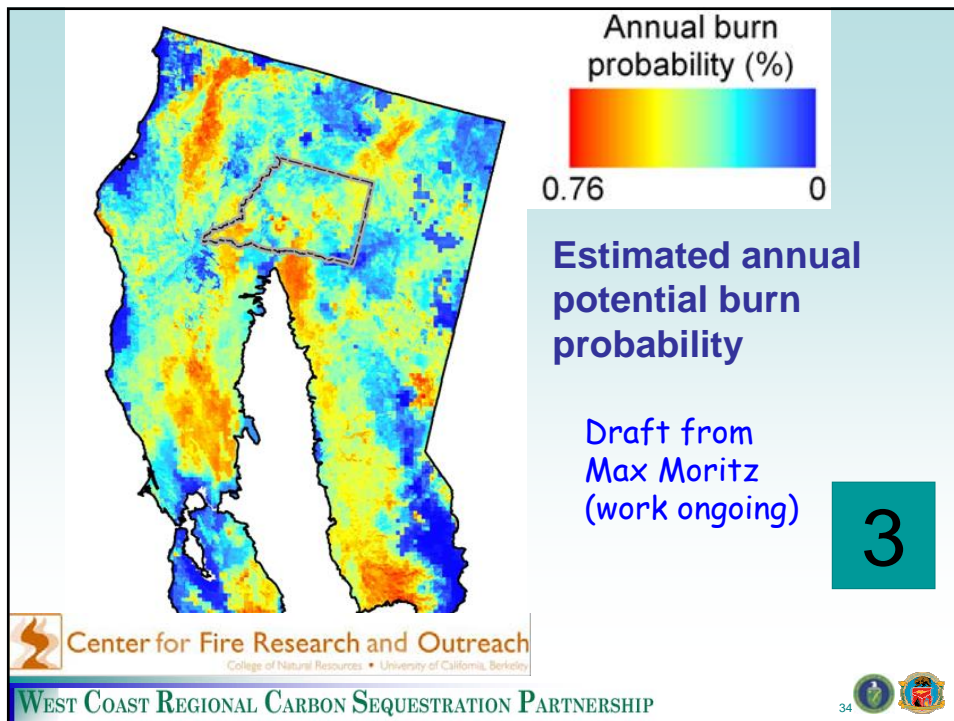 Annual burn
probability (%)
0.76 0
Estimated annual
potential burn
probability
Draft from
Max Moritz
(work ongoing)
3
Center for Fire Research and Outreach
College of Natural Resources • University of California, Berkeley
WEST COAST REGIONAL CARBON SEQUESTRATION PARTNERSHIP
34